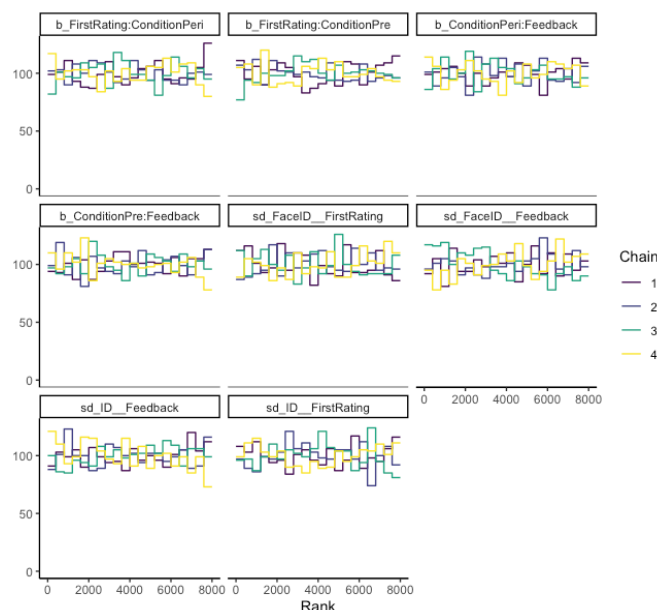 b_FirstRating:ConditionPeri b_FirstRating:ConditionPre b_ConditionPeri:Feedback
100
50
0
b_ConditionPre:Feedback sd_FaceID__FirstRating sd_FaceID__Feedback
100
50
0
0 2000 4000 6000 8000
sd_ID__Feedback sd_ID__FirstRating
100
50
0
0 2000 4000 6000 8000 0 2000 4000 6000 8000
Rank
Chain
1
2
3
4